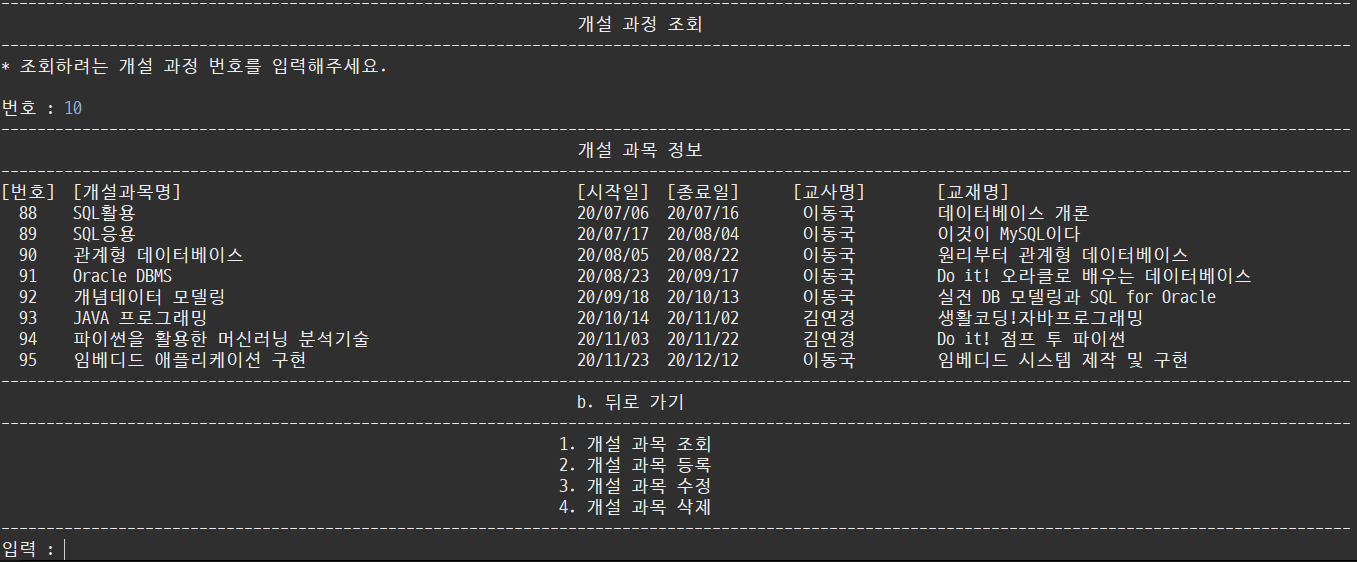 개설 과정 조회
* 조회하려는 개설 과정 번호를 입력해주세요.
번호 : 10
개설 과목 정보
[번호] [개설과목명] [시작일] [종료일] [교사명] [교재명]
88 SQL활용 20/07/06 20/07/16 이동국 데이터베이스 개론
89 SQL응용 20/07/17 20/08/04 이동국 이것이 MySQL이다
90 관계형 데이터베이스 20/08/05 20/08/22 이동국 원리부터 관계형 데이터베이스
91 Oracle DBMS 20/08/23 20/09/17 이동국 Do it! 오라클로 배우는 데이터베이스
92 개념데이터 모델링 20/09/18 20/10/13 이동국 실전 DB 모델링과 SQL for Oracle
93 JAVA 프로그래밍 20/10/14 20/11/02 김연경 생활코딩!자바프로그래밍
94 파이썬을 활용한 머신러닝 분석기술 20/11/03 20/11/22 김연경 Do it! 점프 투 파이썬
95 임베디드 애플리케이션 구현 20/11/23 20/12/12 이동국 임베디드 시스템 제작 및 구현
b. 뒤로 가기
1. 개설 과목 조회
2. 개설 과목 등록
3. 개설 과목 수정
4. 개설 과목 삭제
입력 :